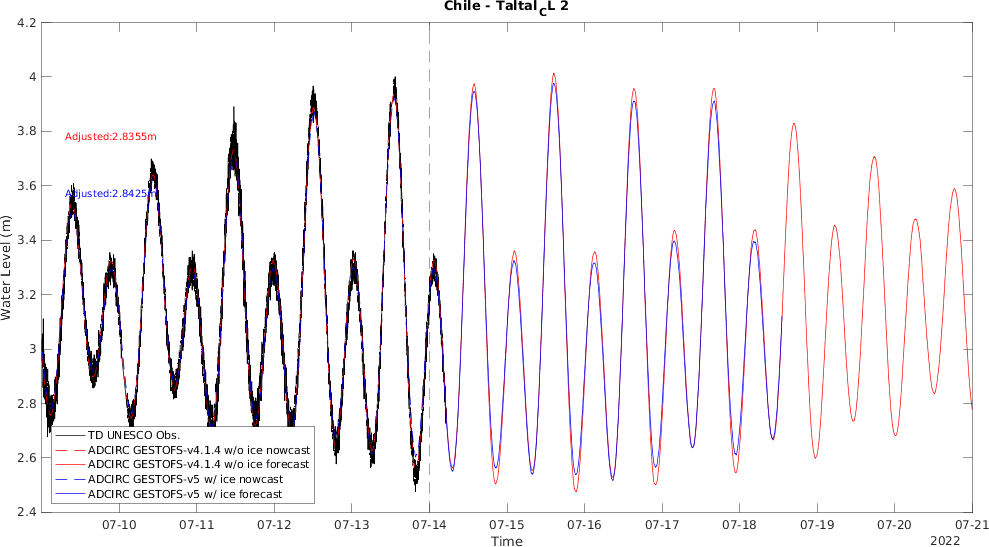 Chile - Taltal_CL 2
4.2
4
3.8
3.6
3.4
3.2
3
2.8
2.6
2.4
Water Level (m)
Adjusted:2.8355m
Adjusted:2.8425m
TD UNESCO Obs.
ADCIRC GESTOFS-v4.1.4 w/o ice nowcast
ADCIRC GESTOFS-v4.1.4 w/o ice forecast
ADCIRC GESTOFS-v5 w/ ice nowcast
ADCIRC GESTOFS-v5 w/ ice forecast
07-10 07-11 07-12 07-13 07-14 07-15 07-16 07-17 07-18 07-19 07-20 07-21
Time
2022